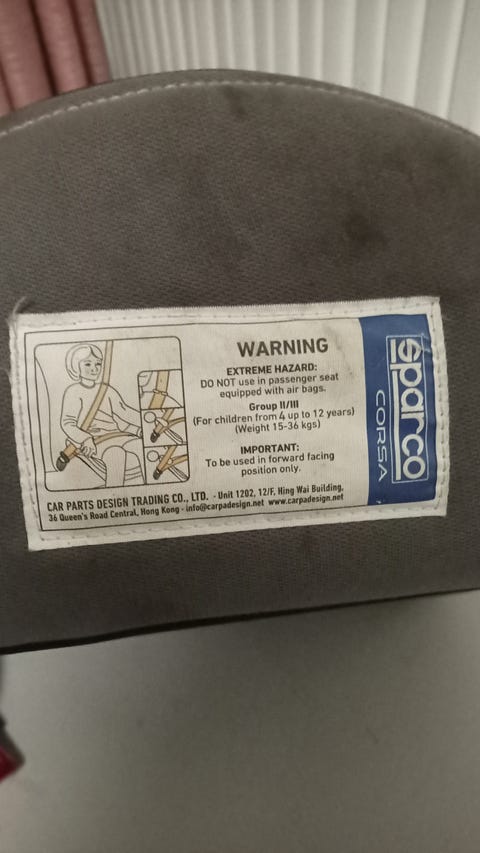 WARNING
EXTREME HAZARD:
DO NOT use in passenger seat
equipped with air bags.
Group II/III
(For children from 4 up to 12 years)
(Weight 15-36 kgs)
IMPORTANT:
To be used in forward facing
position only.
CAR PARTS DESIGN TRADING CO., LTD. - Unit 1202, 12/F, Hing Wai Building,
36 Queen's Road Central, Hong Kong - info@carpadesign.net www.carpadesign.net
sparco
CORSA